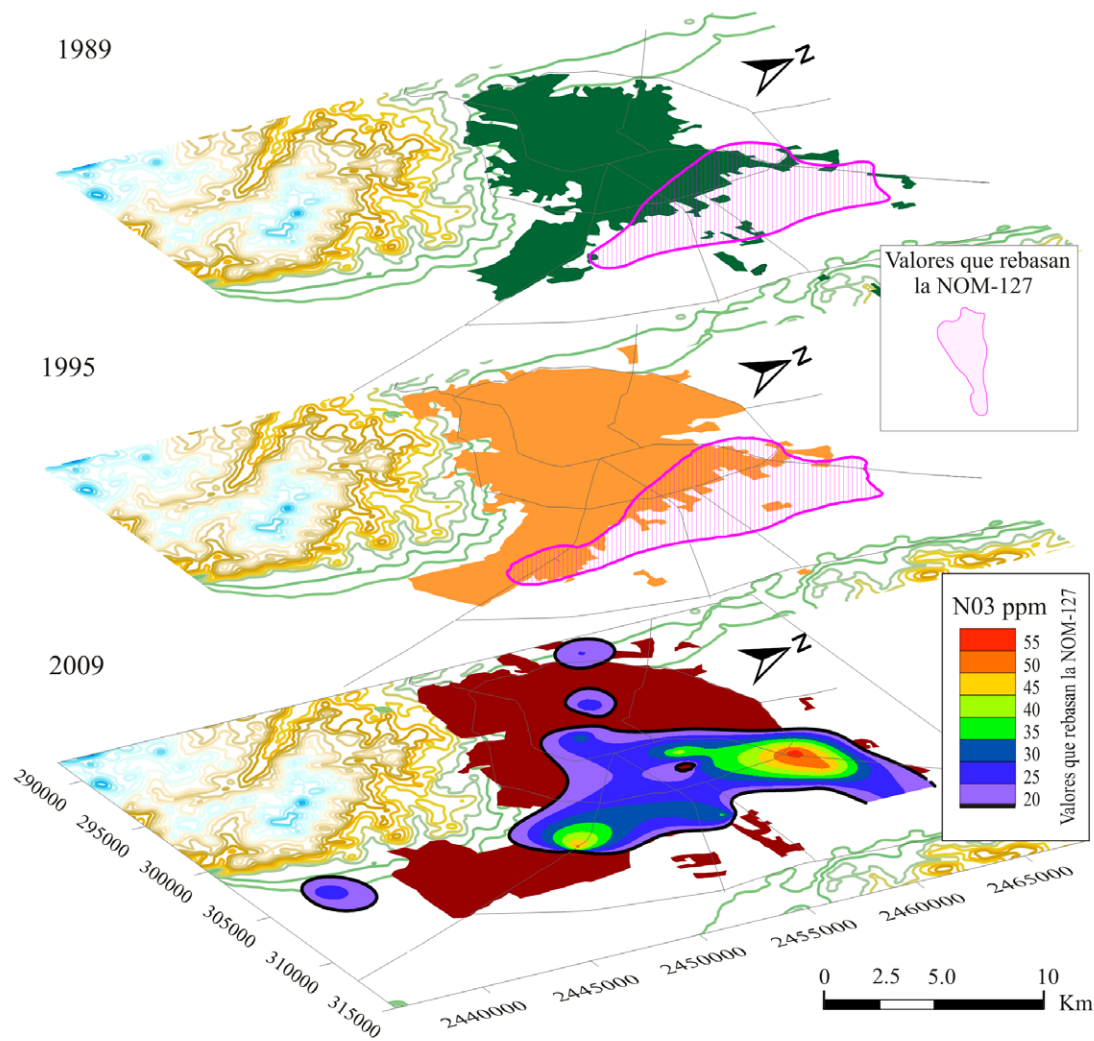 1989
N
Valores que rebasan
la NOM-127
1995
N
2009
N
N03 ppm
55
50
45
40
35
30
25
20
Valores que rebasan la NOM-127
290000
295000
300000
305000
310000
315000
2440000
2445000
2450000
2455000
2460000
2465000
0 2.5 5.0 10
Km